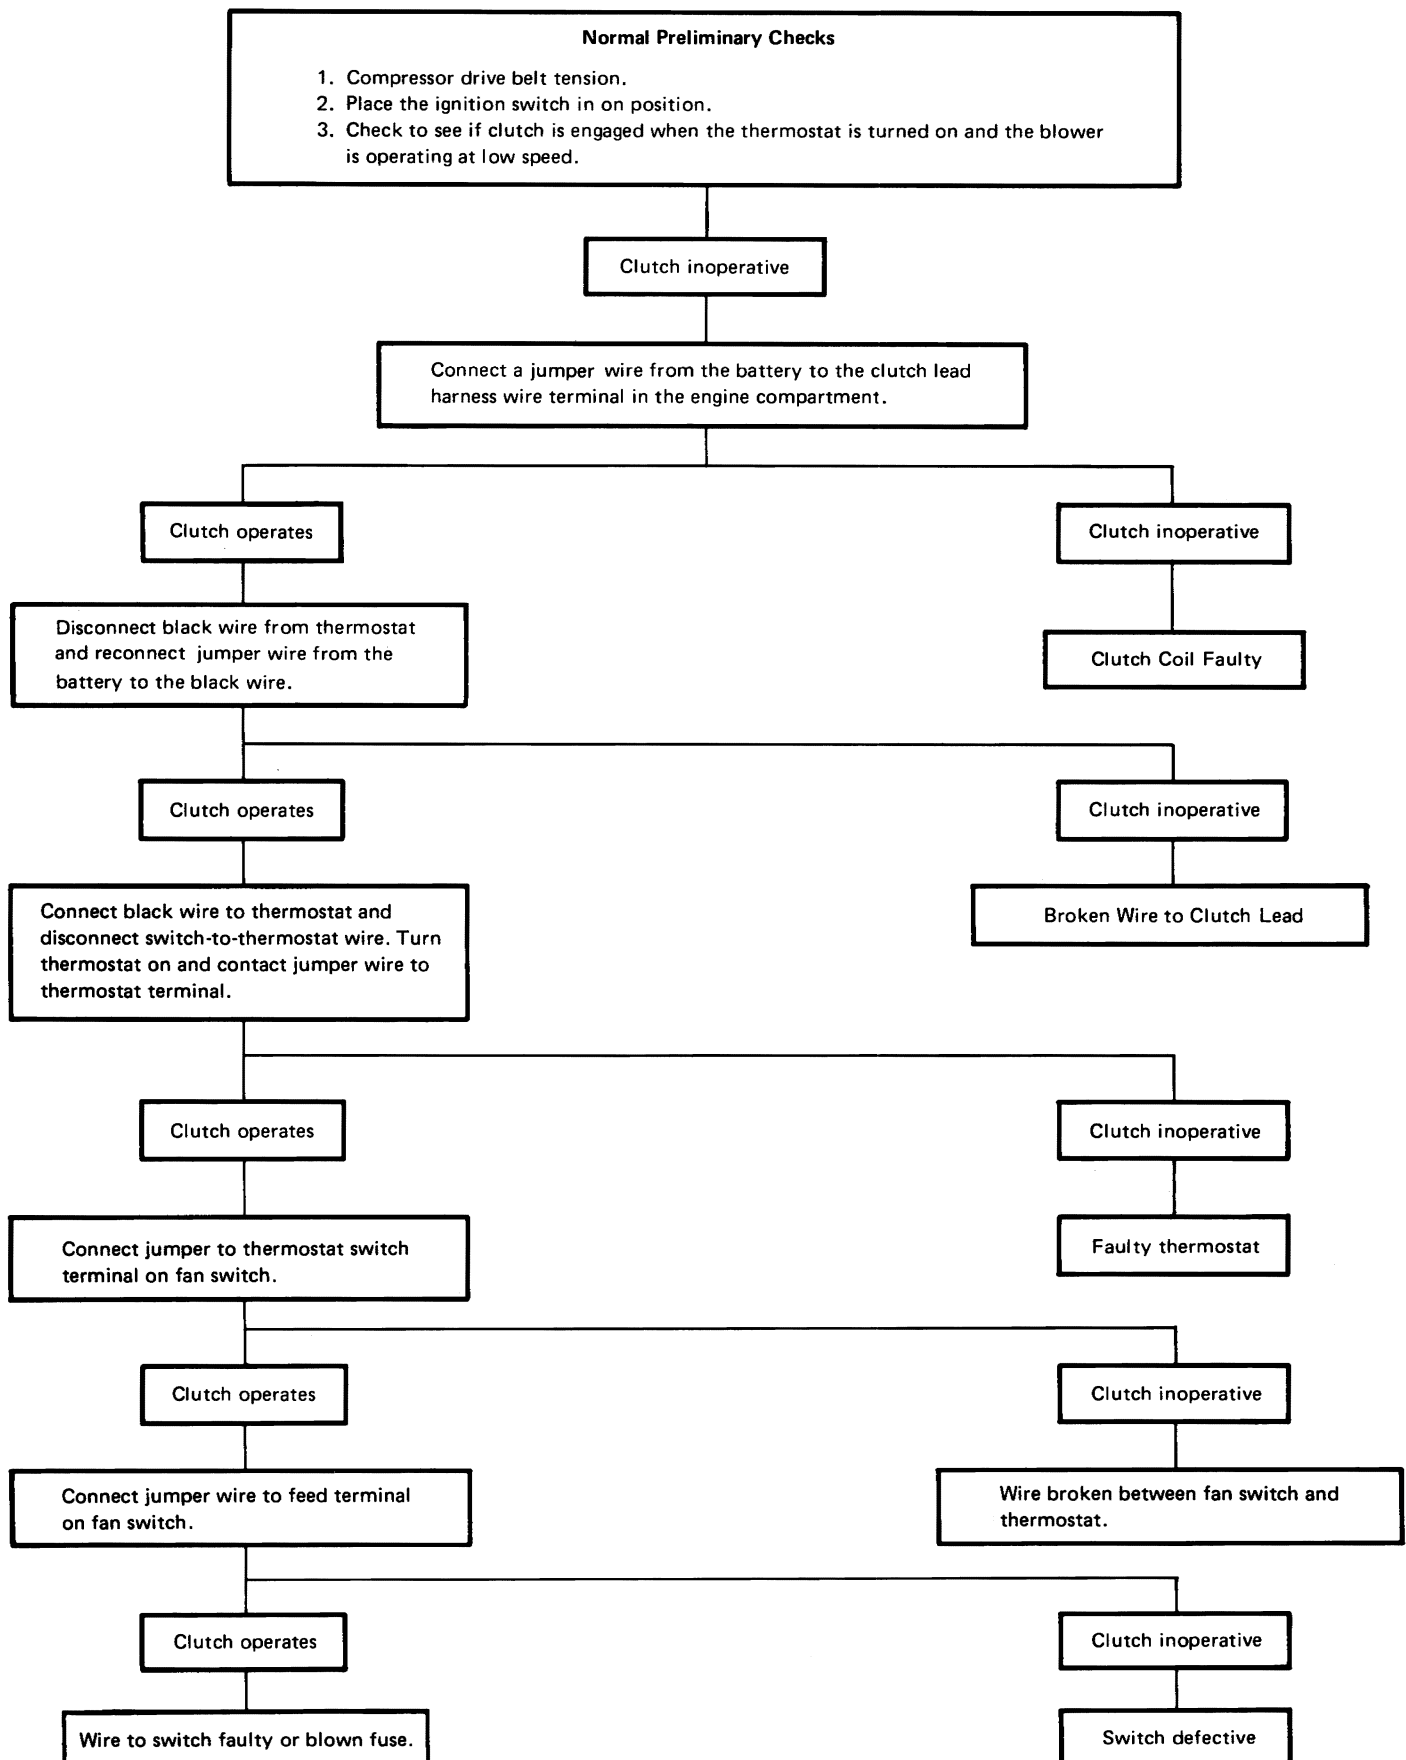 Normal Preliminary Checks
1. Compressor drive belt tension.
2. Place the ignition switch in on position.
3. Check to see if clutch is engaged when the thermostat is turned on and the blower
is operating at low speed.
Clutch inoperative
Connect a jumper wire from the battery to the clutch lead
harness wire terminal in the engine compartment.
Clutch operates
Clutch inoperative
Disconnect black wire from thermostat
and reconnect jumper wire from the
battery to the black wire.
Clutch Coil Faulty
Clutch operates
Clutch inoperative
Connect black wire to thermostat and
disconnect switch-to-thermostat wire. Turn
thermostat on and contact jumper wire to
thermostat terminal.
Broken Wire to Clutch Lead
Clutch operates
Clutch inoperative
Connect jumper to thermostat switch
terminal on fan switch.
Faulty thermostat
Clutch operates
Clutch inoperative
Connect jumper wire to feed terminal
on fan switch.
Wire broken between fan switch and
thermostat.
Clutch operates
Clutch inoperative
Wire to switch faulty or blown fuse.
Switch defective